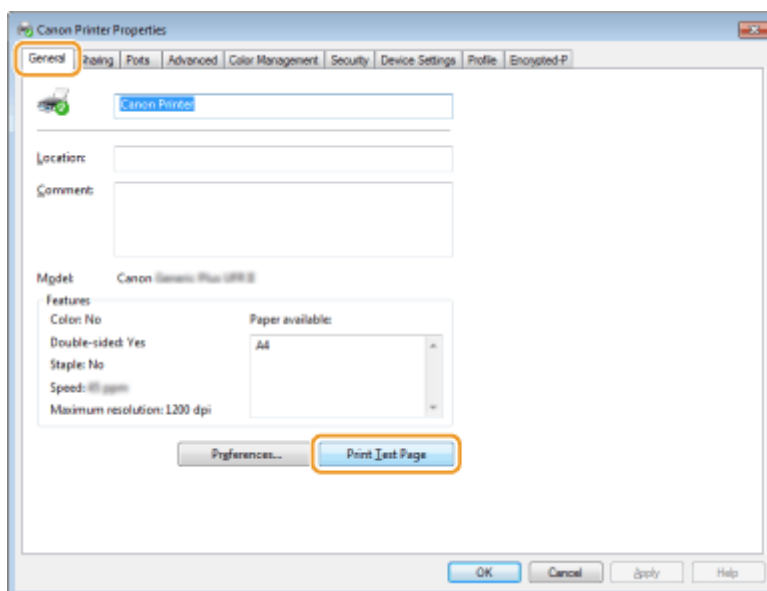 Canon Printer Properties
General Sharing Ports Advanced Color Management Security Device Settings Profile Encrypted-P
Canon Printer
Location:
Comment:
Model: Canon
Features
Color: No
Paper available:
Double-sided: Yes
A4
Staple: No
Speed:
Maximum resolution: 1200 dpi
Preferences...
Print Test Page
OK Cancel Apply Help